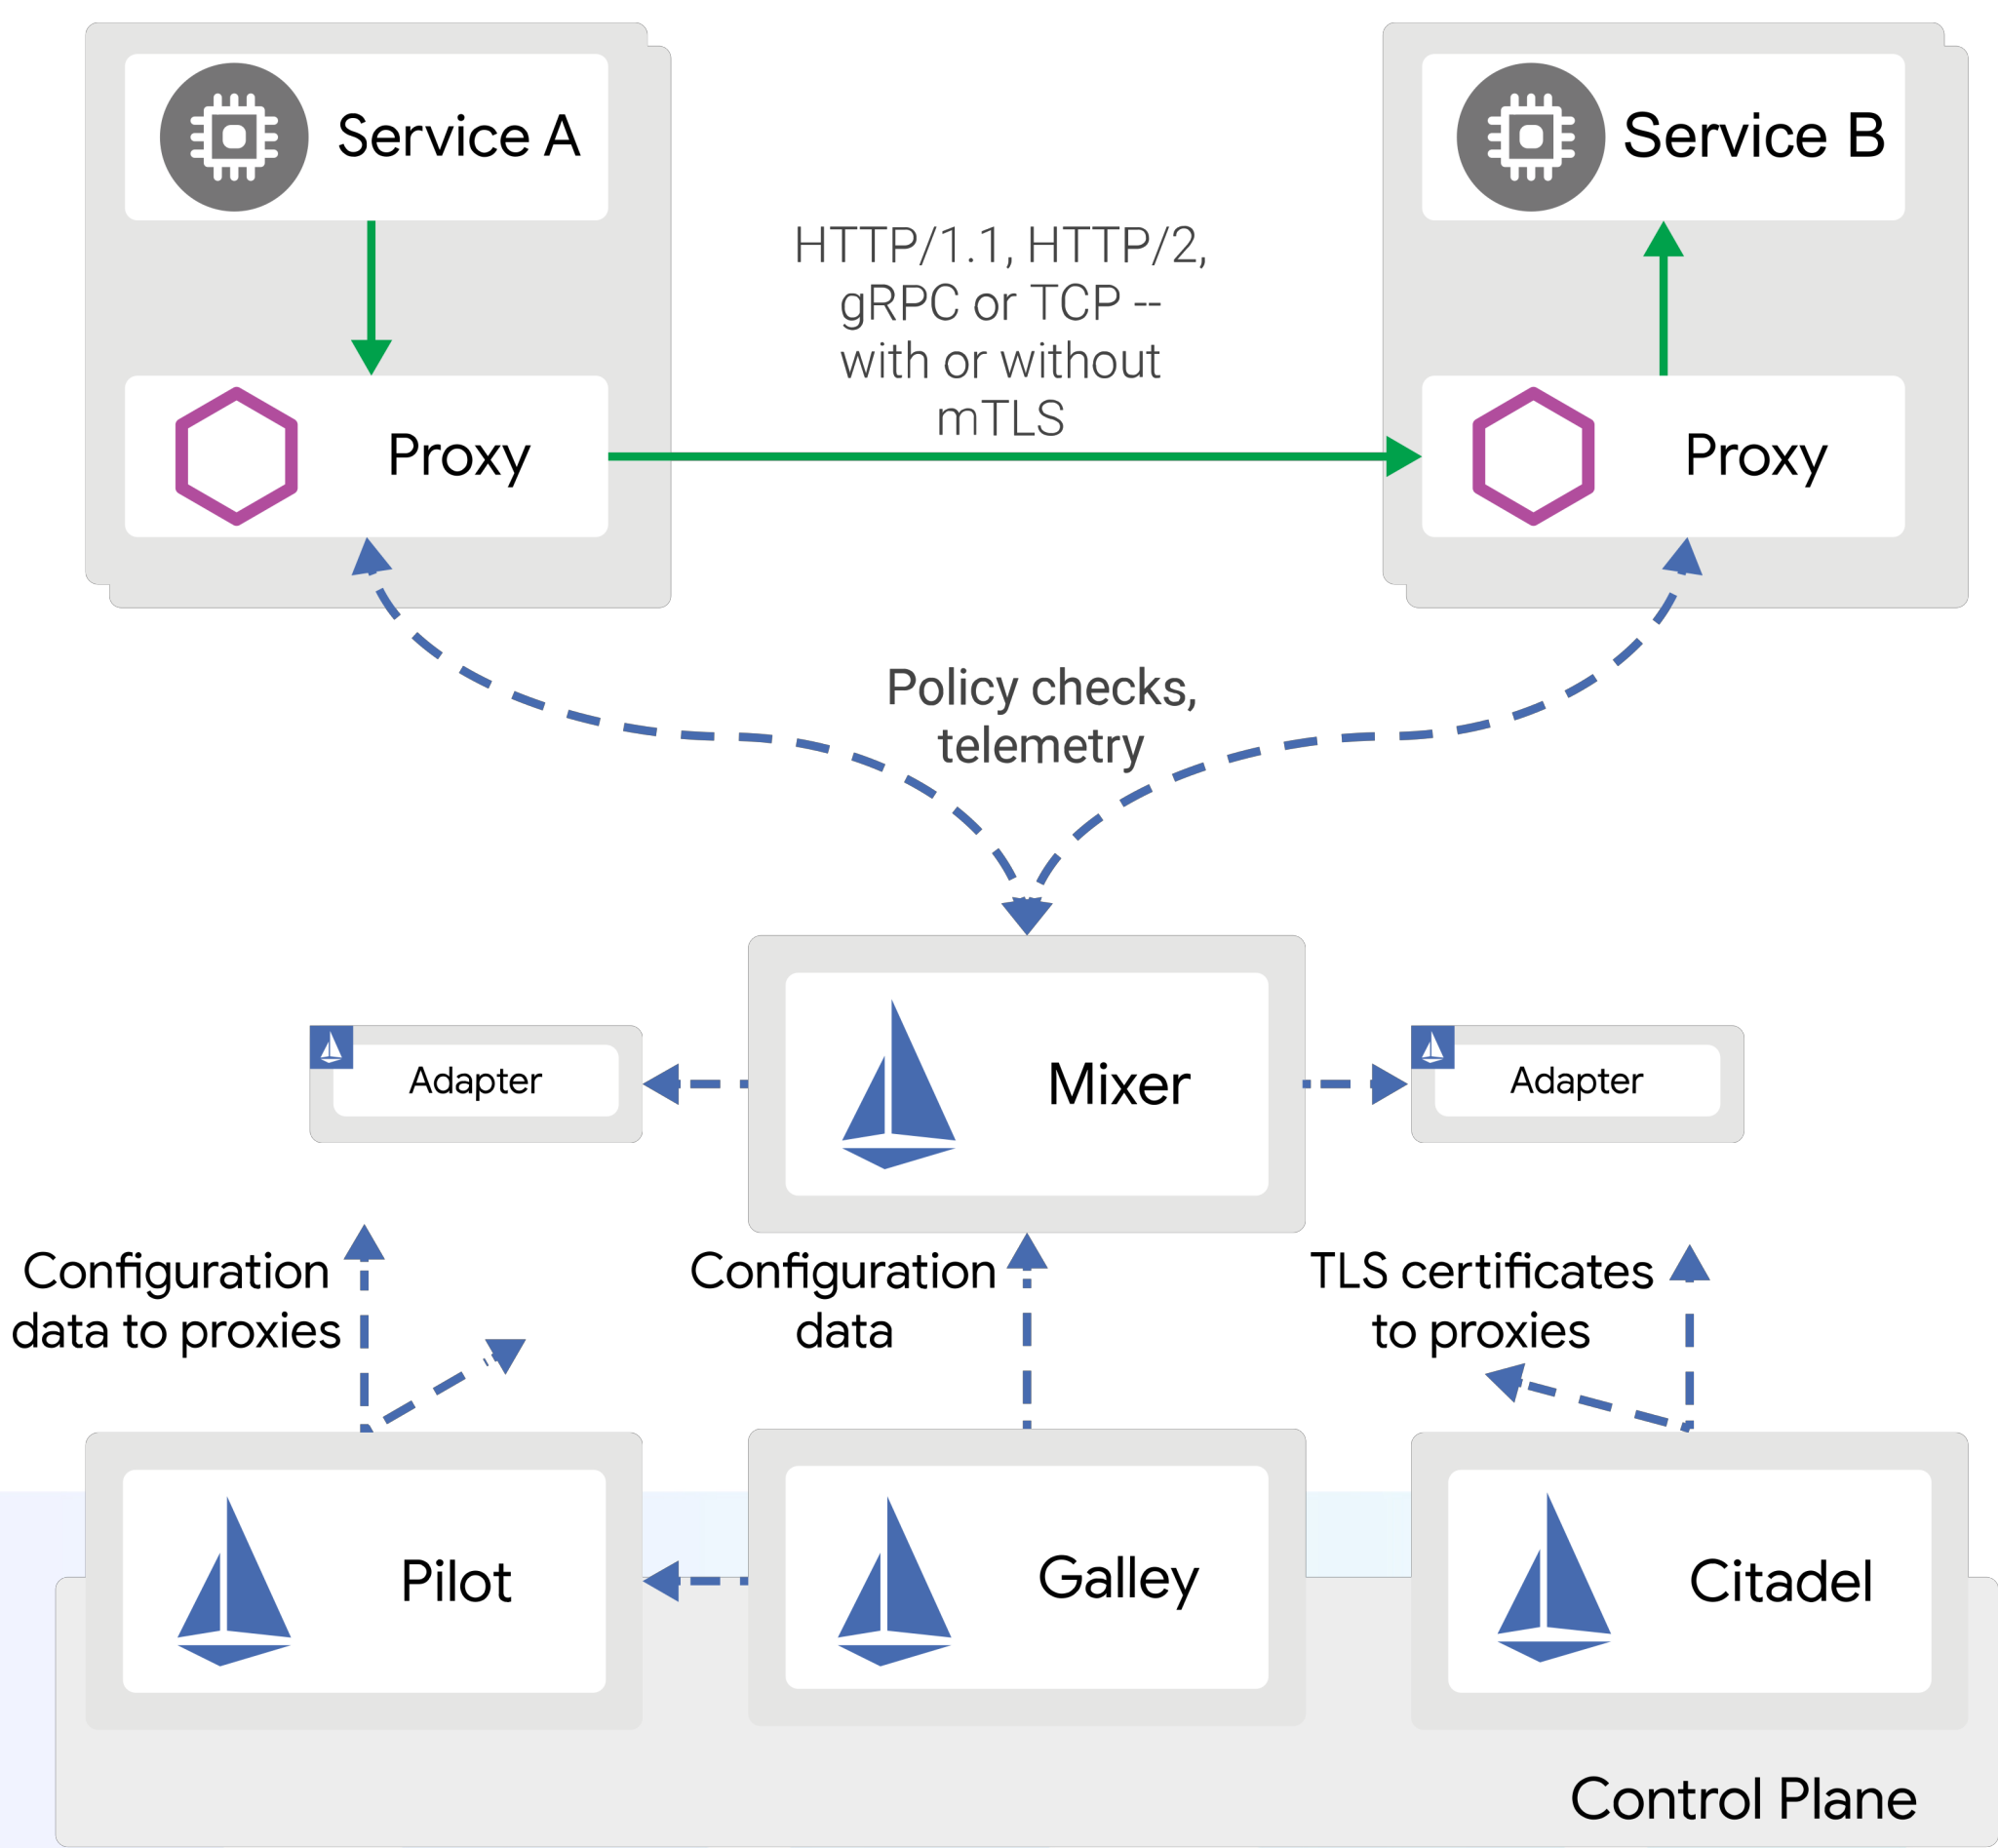 Service A
Service B
HTTP/1.1, HTTP/2,
gRPC or TCP --
with or without
mTLS
Proxy
Proxy
Policy checks,
telemetry
Adapter
Mixer
Adapter
Configuration
data to proxies
Configuration
data
TLS certificates
to proxies
Pilot
Galley
Citadel
Control Plane